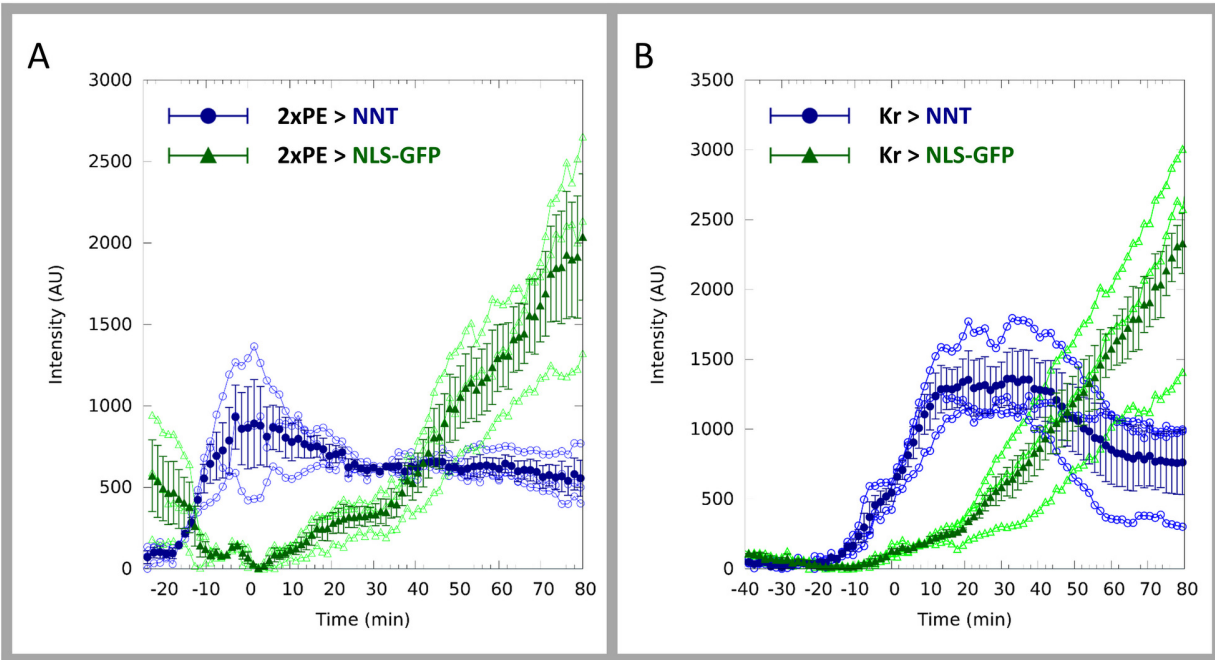 A
3000
2500
2000
1500
1000
500
0
Intensity (AU)
2xPE > NNT
2xPE > NLS-GFP
-20 -10 0 10 20 30 40 50 60 70 80
Time (min)
B
3500
3000
2500
2000
1500
1000
500
0
Intensity (AU)
Kr > NNT
Kr > NLS-GFP
-40 -30 -20 -10 0 10 20 30 40 50 60 70 80
Time (min)